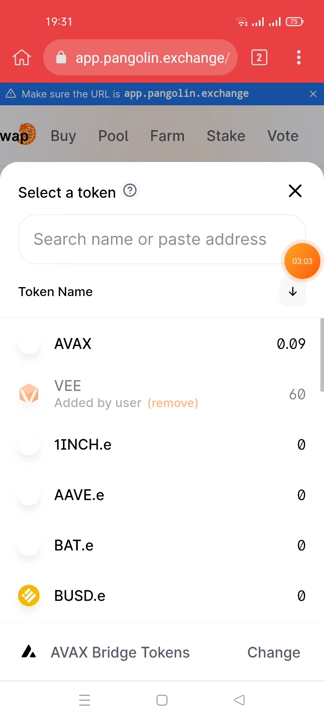 19:31
75
app.pangolin.exchange/
2
Make sure the URL is app.pangolin.exchange
wap
Buy
Pool
Farm
Stake
Vote
Select a token
?
Search name or paste address
03:03
Token Name
AVAX
0.09
VEE
Added by user (remove)
60
1INCH.e
0
AAVE.e
0
BAT.e
0
BUSD.e
0
AVAX Bridge Tokens
Change